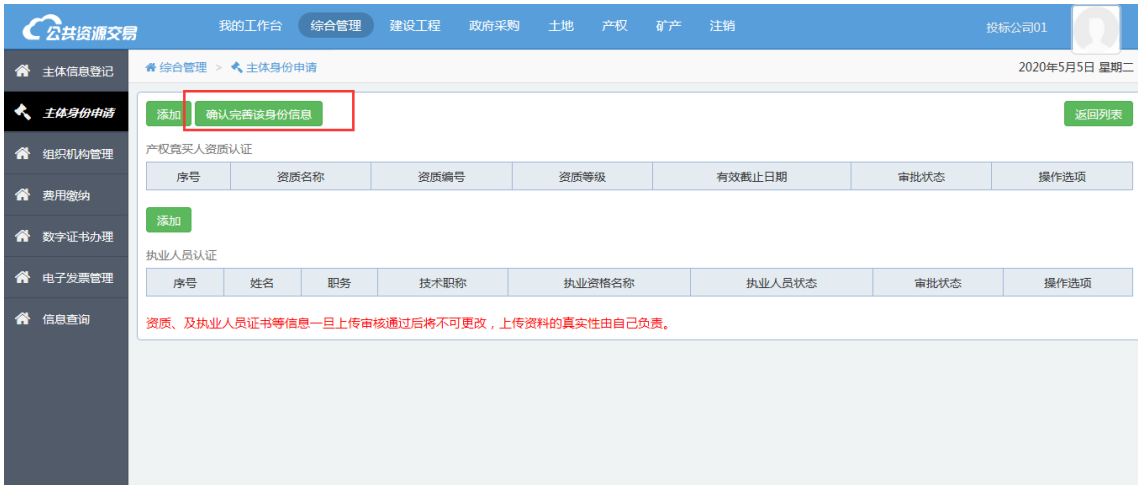 公共资源交易 我的工作台 综合管理 建设工程 政府采购 土地 产权 矿产 注销 投标公司01
主体信息登记
主体身份申请
组织机构管理
费用缴纳
数字证书办理
电子发票管理
信息查询
综合管理 > 主体身份申请 2020年5月5日 星期二
添加 确认完善该身份信息 返回列表
产权竞买人资质认证
序号 资质名称 资质编号 资质等级 有效截止日期 审批状态 操作选项
添加
执业人员认证
序号 姓名 职务 技术职称 执业资格名称 执业人员状态 审批状态 操作选项
资质、及执业人员证书等信息一旦上传审核通过后将不可更改，上传资料的真实性由自己负责。